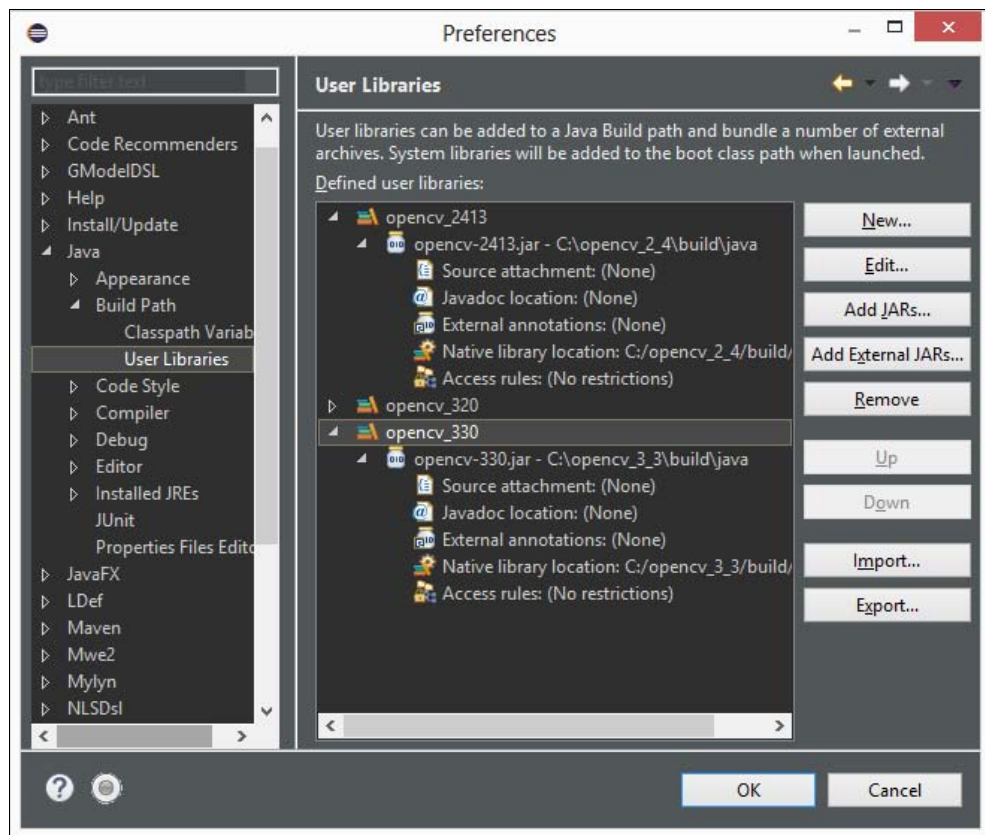 Preferences
type filter text
Ant
Code Recommenders
GModelDSL
Help
Install/Update
Java
Appearance
Build Path
Classpath Variab
User Libraries
Code Style
Compiler
Debug
Editor
Installed JREs
JUnit
Properties Files Edito
JavaFX
LDef
Maven
Mwe2
Mylyn
NLSDsl
User Libraries
User libraries can be added to a Java Build path and bundle a number of external
archives. System libraries will be added to the boot class path when launched.
Defined user libraries:
opencv_2413
opencv-2413.jar - C:\opencv_2_4\build\java
Source attachment: (None)
Javadoc location: (None)
External annotations: (None)
Native library location: C:/opencv_2_4/build/
Access rules: (No restrictions)
opencv_320
opencv_330
opencv-330.jar - C:\opencv_3_3\build\java
Source attachment: (None)
Javadoc location: (None)
External annotations: (None)
Native library location: C:/opencv_3_3/build/
Access rules: (No restrictions)
New...
Edit...
Add JARs...
Add External JARs...
Remove
Up
Down
Import...
Export...
OK
Cancel